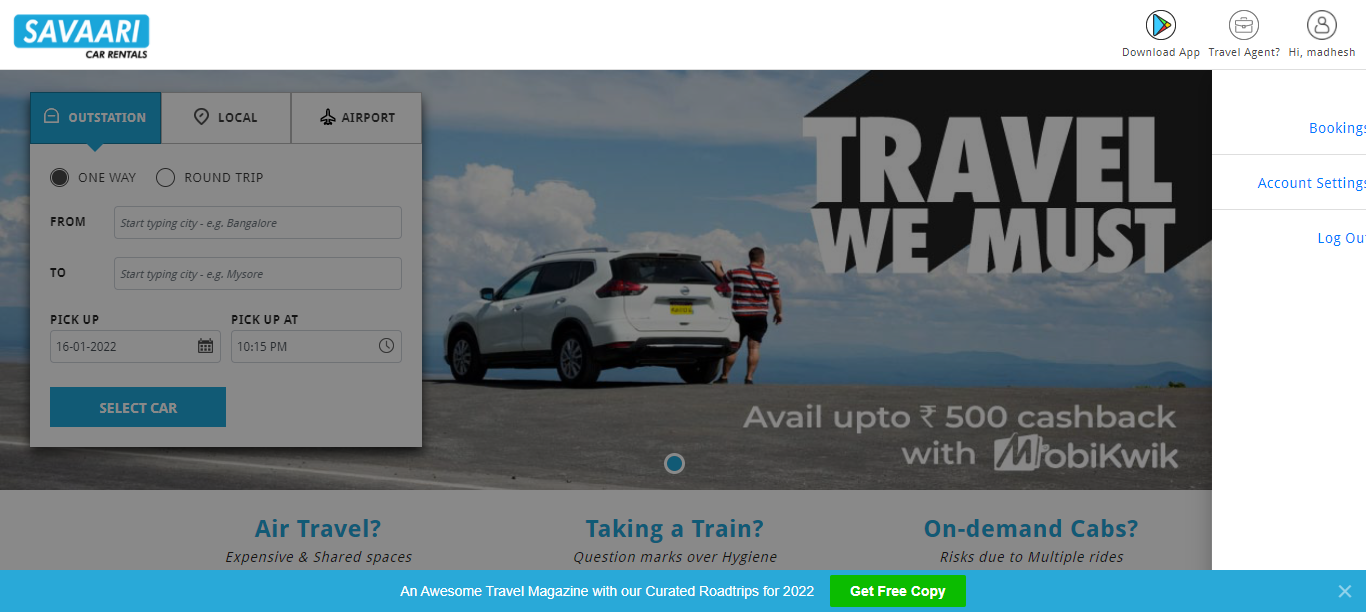 SAVAARI
CAR RENTALS
Download App
Travel Agent?
Hi, madhesh
OUTSTATION
LOCAL
AIRPORT
ONE WAY
ROUND TRIP
FROM
Start typing city - e.g. Bangalore
TO
Start typing city - e.g. Mysore
PICK UP
PICK UP AT
16-01-2022
10:15 PM
SELECT CAR
TRAVEL
WE MUST
Avail upto ₹ 500 cashback
with MobiKwik
Bookings
Account Settings
Log Out
Air Travel?
Expensive & Shared spaces
Taking a Train?
Question marks over Hygiene
On-demand Cabs?
Risks due to Multiple rides
An Awesome Travel Magazine with our Curated Roadtrips for 2022
Get Free Copy